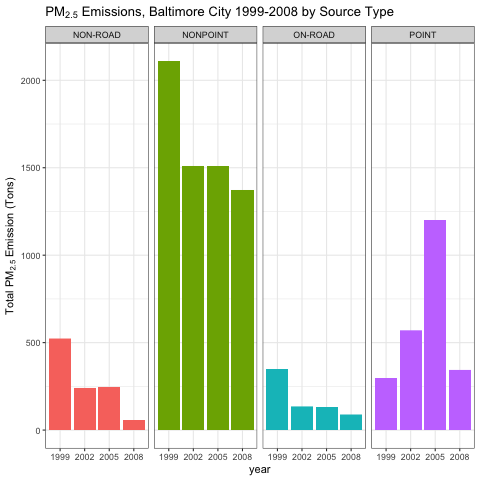 PM2.5 Emissions, Baltimore City 1999-2008 by Source Type
NON-ROAD NONPOINT ON-ROAD POINT
Total PM2.5 Emission (Tons)
2000
1500
1000
500
0
1999 2002 2005 2008 1999 2002 2005 2008 1999 2002 2005 2008 1999 2002 2005 2008
year